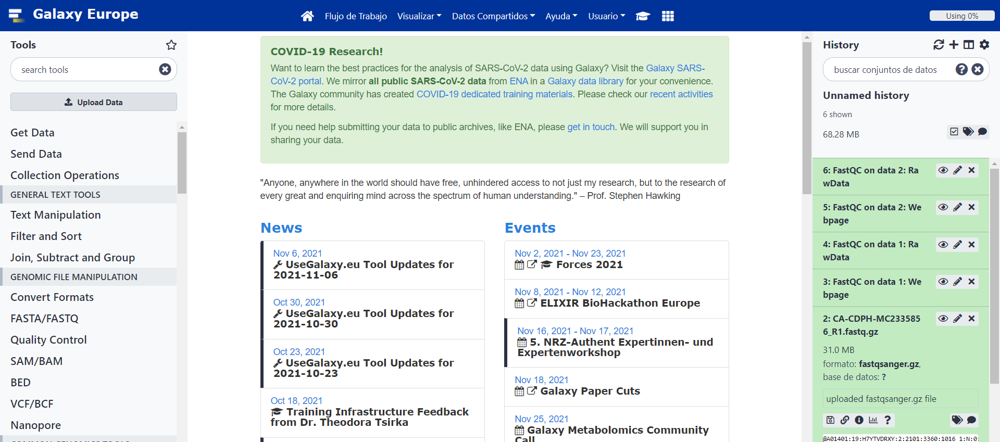 Galaxy Europe
Flujo de Trabajo Visualizar Datos Compartidos Ayuda Usuario
Using 0%
Tools
search tools
Upload Data
Get Data
Send Data
Collection Operations
GENERAL TEXT TOOLS
Text Manipulation
Filter and Sort
Join, Subtract and Group
GENOMIC FILE MANIPULATION
Convert Formats
FASTA/FASTQ
Quality Control
SAM/BAM
BED
VCF/BCF
Nanopore
COVID-19 Research!
Want to learn the best practices for the analysis of SARS-CoV-2 data using Galaxy? Visit the Galaxy SARS-
CoV-2 portal. We mirror all public SARS-CoV-2 data from ENA in a Galaxy data library for your convenience.
The Galaxy community has created COVID-19 dedicated training materials. Please check our recent activities
for more details.
If you need help submitting your data to public archives, like ENA, please get in touch. We will support you in
sharing your data.
"Anyone, anywhere in the world should have free, unhindered access to not just my research, but to the research of
every great and enquiring mind across the spectrum of human understanding." – Prof. Stephen Hawking
News
Nov 6, 2021
UseGalaxy.eu Tool Updates for
2021-11-06
Oct 30, 2021
UseGalaxy.eu Tool Updates for
2021-10-30
Oct 23, 2021
UseGalaxy.eu Tool Updates for
2021-10-23
Oct 18, 2021
Training Infrastructure Feedback
from Dr. Theodora Tsirka
Events
Nov 2, 2021 - Nov 23, 2021
Forces 2021
Nov 8, 2021 - Nov 12, 2021
ELIXIR BioHackathon Europe
Nov 16, 2021 - Nov 17, 2021
5. NRZ-Authent Expertinnen- und
Expertenworkshop
Nov 18, 2021
Galaxy Paper Cuts
Nov 25, 2021
Galaxy Metabolomics Community
Call
History
buscar conjuntos de datos
Unnamed history
6 shown
68.28 MB
6: FastQC on data 2: Ra
wData
5: FastQC on data 2: We
bpage
4: FastQC on data 1: Ra
wData
3: FastQC on data 1: We
bpage
2: CA-CDPH-MC233585
6_R1.fastq.gz
31.0 MB
formato: fastqsanger.gz,
base de datos: ?
uploaded fastqsanger.gz file
@A01401:19:H7YTVDRXY:2:2101:3360:1016 1:N:0: